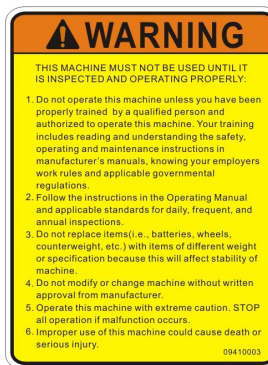 WARNING
THIS MACHINE MUST NOT BE USED UNTIL IT
IS INSPECTED AND OPERATING PROPERLY:
1. Do not operate this machine unless you have been
properly trained by a qualified person and
authorized to operate this machine. Your training
includes reading and understanding the safety,
operating and maintenance instructions in
manufacturer's manuals, knowing your employers
work rules and applicable governmental
regulations.
2. Follow the instructions in the Operating Manual
and applicable standards for daily, frequent, and
annual inspections.
3. Do not replace items(i.e., batteries, wheels,
counterweight, etc.) with items of different weight
or specification because this will affect stability of
machine.
4. Do not modify or change machine without written
approval from manufacturer.
5. Operate this machine with extreme caution. STOP
all operation if malfunction occurs.
6. Improper use of this machine could cause death or
serious injury.
09410003